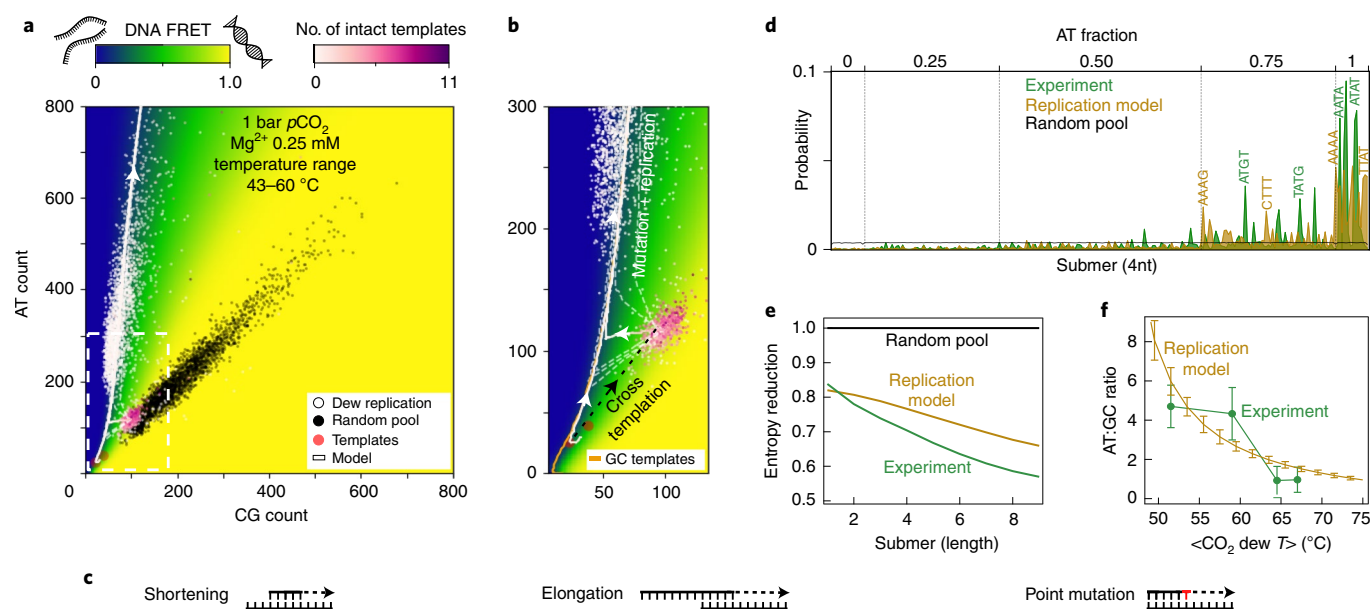 a
DNA FRET
0
1.0
No. of intact templates
0
11
800
600
400
200
0
200
400
600
800
AT count
CG count
1 bar pCO2
Mg2+ 0.25 mM
temperature range
43–60 °C
Dew replication
Random pool
Templates
Model
b
300
200
100
0
50
100
Mutation + replication
Cross
templation
GC templates
c
Shortening
Elongation
Point mutation
d
AT fraction
0
0.25
0.50
0.75
1
0.1
0
Probability
Experiment
Replication model
Random pool
AAAG
ATGT
CTTT
TATG
AAAA
AATA
ATAT
TTAT
Submer (4nt)
e
1.0
0.9
0.8
0.7
0.6
0.5
Entropy reduction
Random pool
Replication
model
Experiment
2
4
6
8
Submer (length)
f
8
6
4
2
0
AT:GC ratio
Replication
model
Experiment
50
55
60
65
70
75
<CO2 dew T> (°C)